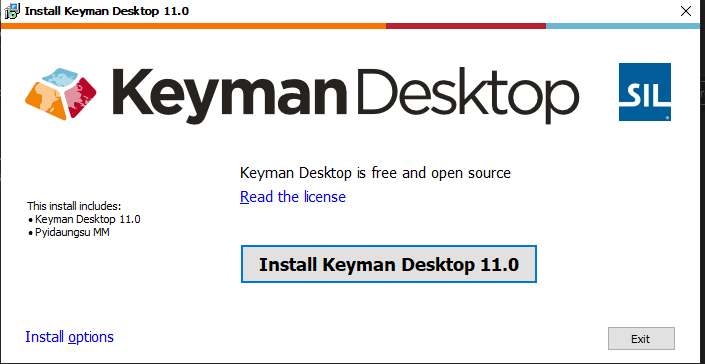 Install Keyman Desktop 11.0
Keyman Desktop
SIL
Keyman Desktop is free and open source
Read the license
This install includes:
• Keyman Desktop 11.0
• Pyidaungsu MM
Install Keyman Desktop 11.0
Install options
Exit